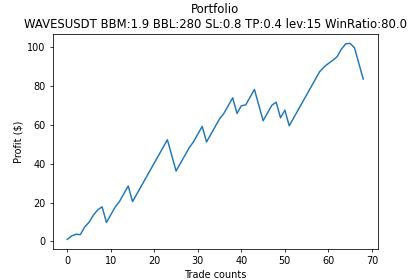 Portfolio
WAVESUSDT BBM:1.9 BBL:280 SL:0.8 TP:0.4 lev:15 WinRatio:80.0
100
80
60
40
20
0
Profit ($)
0 10 20 30 40 50 60 70
Trade counts